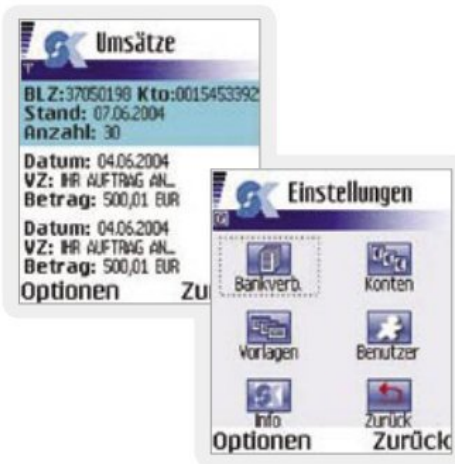 Umsätze
BLZ:37050198 Kto:0015453392
Stand: 07.06.2004
Anzahl: 30
Datum: 04.06.2004
VZ: IHR AUFTRAG AN...
Betrag: 500,01 EUR
Datum: 04.06.2004
VZ: IHR AUFTRAG AN...
Betrag: 500,01 EUR
Optionen Zu
Einstellungen
Bankverb. Konten
Vorlagen Benutzer
Info Zurück
Optionen Zurück